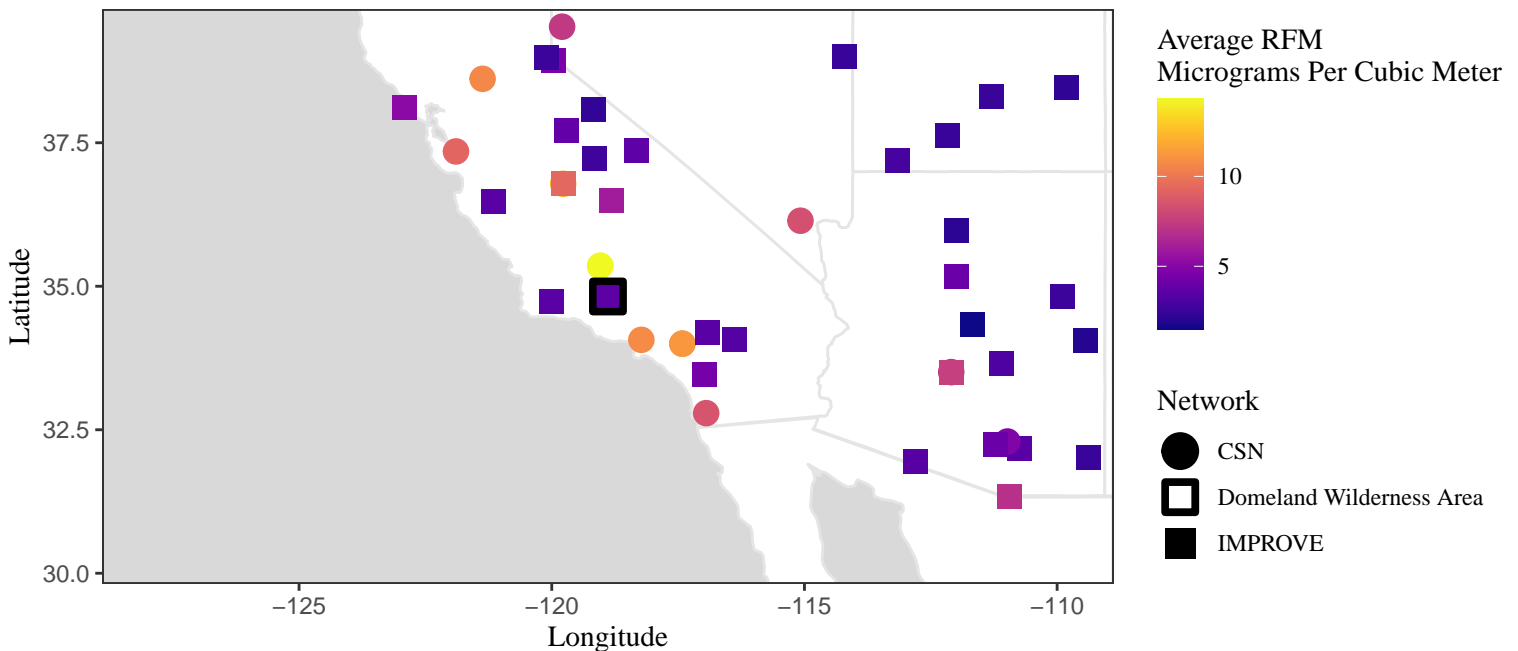 Average RFM
Micrograms Per Cubic Meter
10
5
Network
CSN
Domeland Wilderness Area
IMPROVE
Latitude
37.5
35.0
32.5
30.0
−125
−120
−115
−110
Longitude